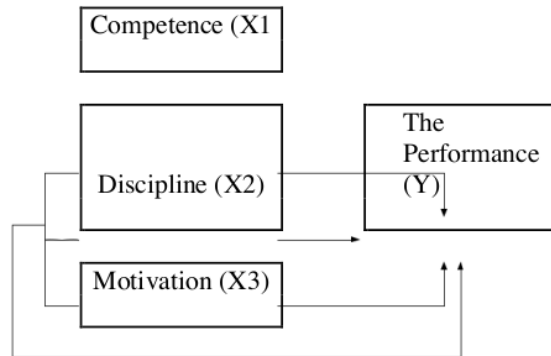 Competence (X1
Discipline (X2)
The
Performance
(Y)
Motivation (X3)